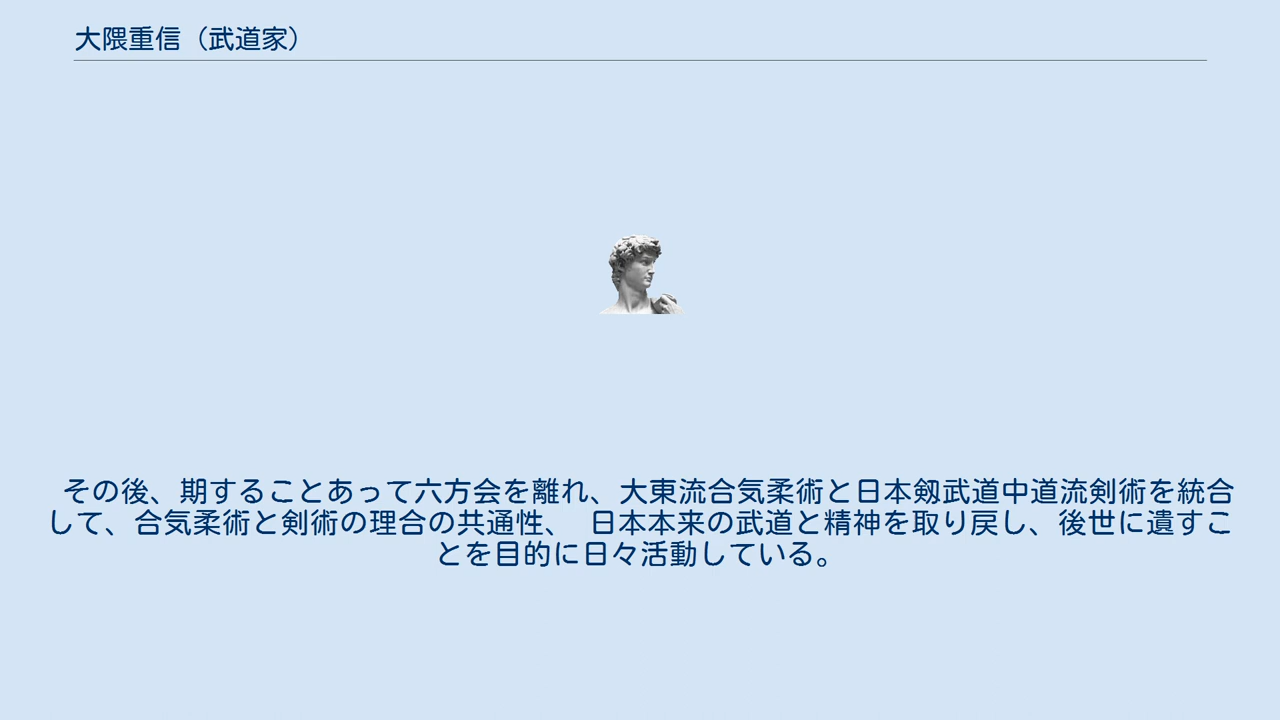 大隈重信（武道家）
その後、期することあって六方会を離れ、大東流合気柔術と日本剱武道中道流剣術を統合
して、合気柔術と剣術の理合の共通性、 日本本来の武道と精神を取り戻し、後世に遺すこ
とを目的に日々活動している。